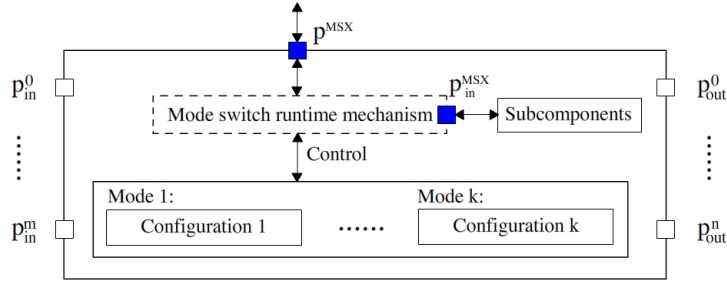 p^MSX
p_in^0
p_in^MSX
p_out^0
Mode switch runtime mechanism
Subcomponents
Control
Mode 1:
Mode k:
p_in^m
Configuration 1
......
Configuration k
p_out^n